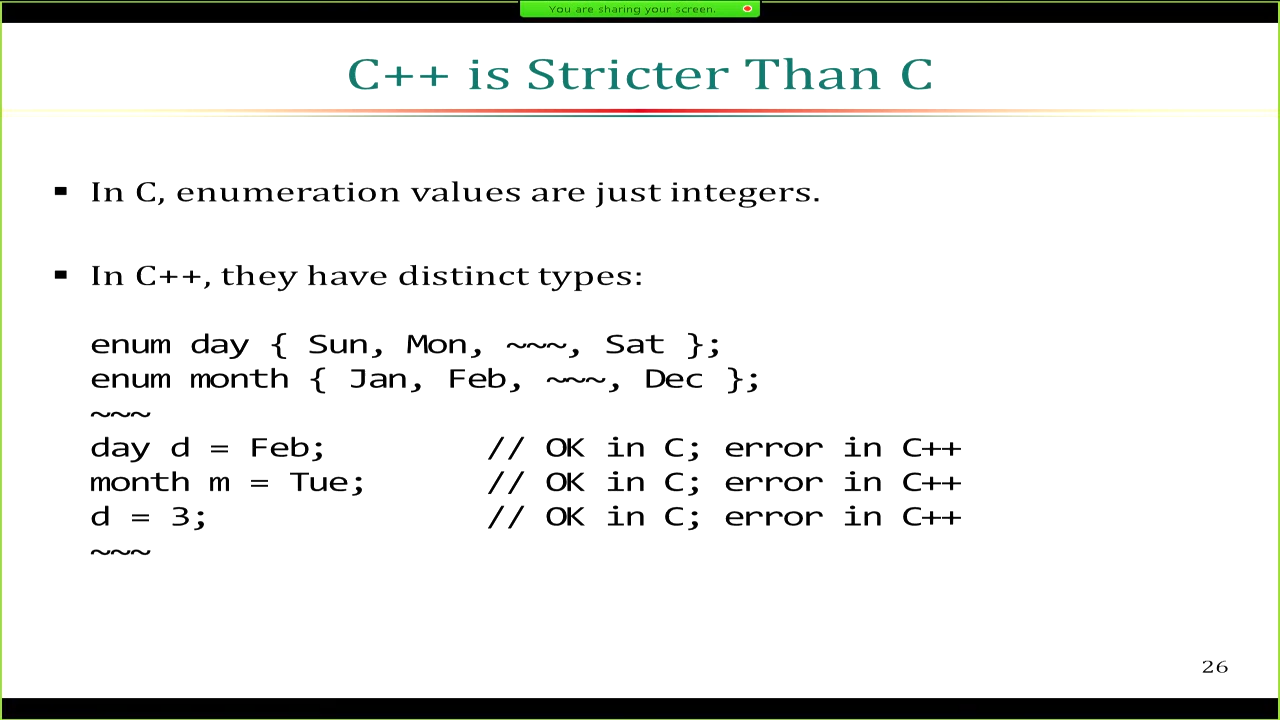 You are sharing your screen.
C++ is Stricter Than C
▪ In C, enumeration values are just integers.
▪ In C++, they have distinct types:
enum day { Sun, Mon, ~~~, Sat };
enum month { Jan, Feb, ~~~, Dec };
~~~
day d = Feb; // OK in C; error in C++
month m = Tue; // OK in C; error in C++
d = 3; // OK in C; error in C++
~~~
26